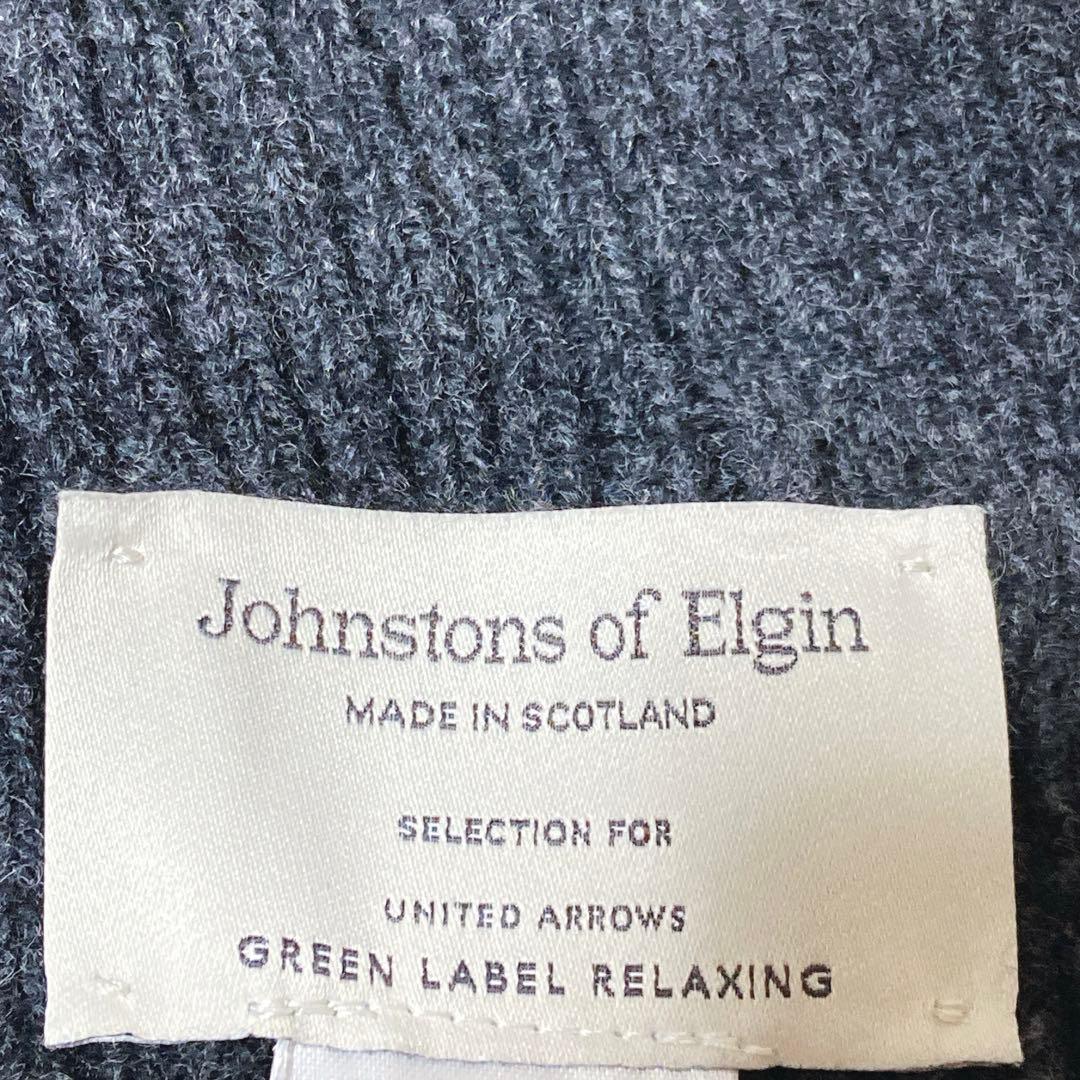 Johnstons of Elgin
MADE IN SCOTLAND
SELECTION FOR
UNITED ARROWS
GREEN LABEL RELAXING